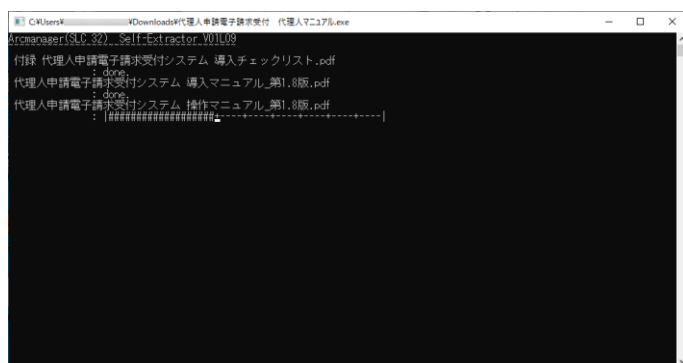 C:¥Users¥ ¥Downloads¥代理人申請電子請求受付 代理人マニュアル.exe
Arcmanager(SLC 32) Self-Extractor V01L09
付録 代理人申請電子請求受付システム 導入チェックリスト.pdf
: done.
代理人申請電子請求受付システム 導入マニュアル_第1.8版.pdf
: done.
代理人申請電子請求受付システム 操作マニュアル_第1.8版.pdf
: |###################+----+----+----+----+----+----|